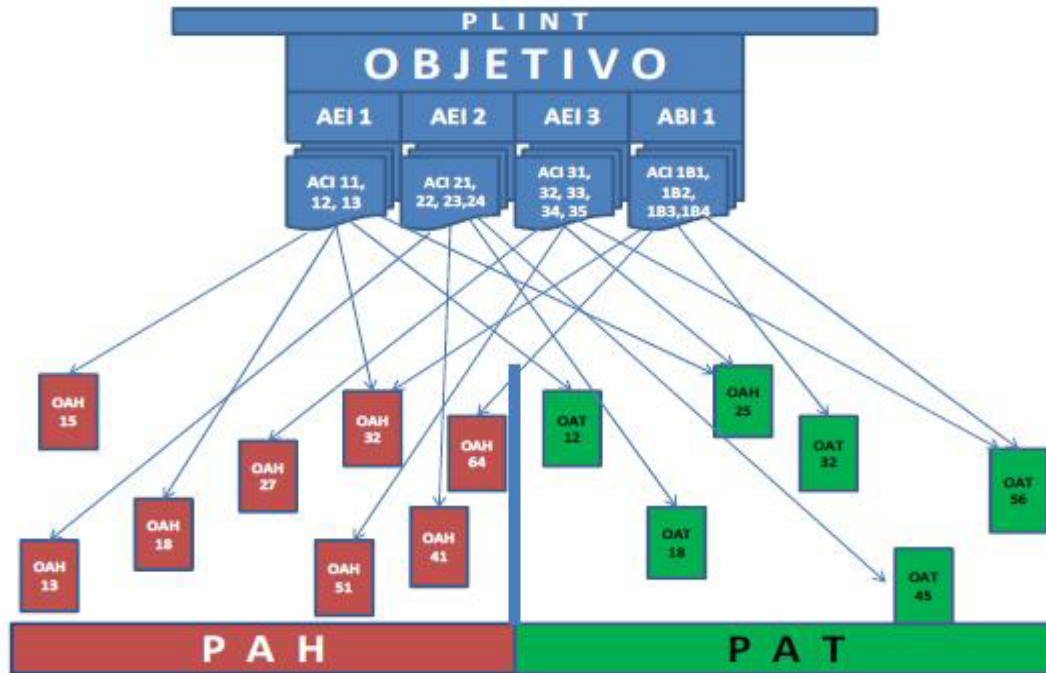 PLINT
OBJETIVO
AEI 1
AEI 2
AEI 3
ABI 1
ACI 11,
12, 13
ACI 21,
22, 23,24
ACI 31,
32, 33,
34, 35
ACI 1B1,
1B2,
1B3,1B4
OAH
15
OAH
32
OAH
64
OAT
12
OAH
25
OAT
32
OAH
27
OAT
56
OAH
18
OAH
41
OAT
18
OAH
13
OAH
51
OAT
45
PAH
PAT